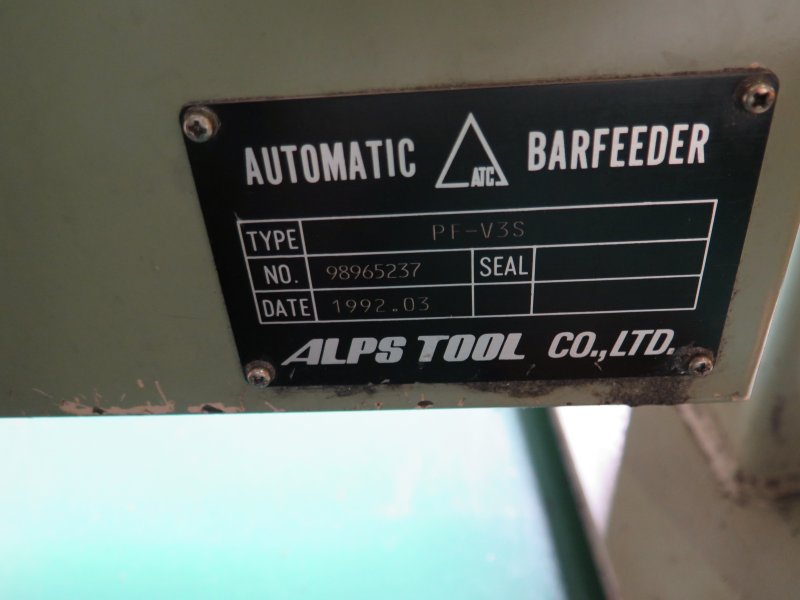 AUTOMATIC ATC BARFEEDER
TYPE PF-V3S
NO. 98965237 SEAL
DATE 1992.03
ALPS TOOL CO.,LTD.